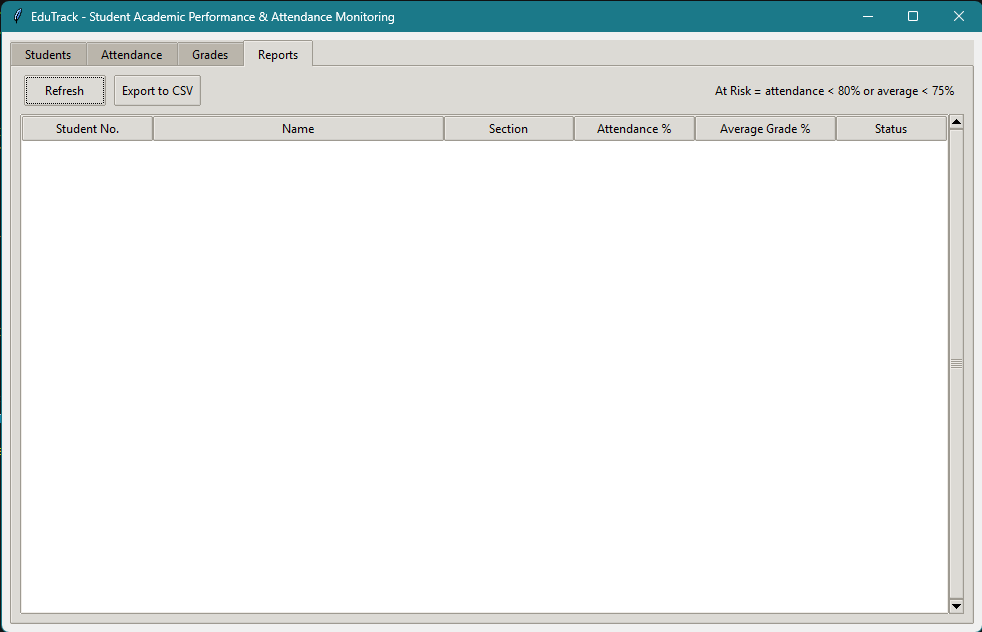 EduTrack - Student Academic Performance & Attendance Monitoring
Students Attendance Grades Reports
Refresh Export to CSV At Risk = attendance < 80% or average < 75%
Student No. Name Section Attendance % Average Grade % Status